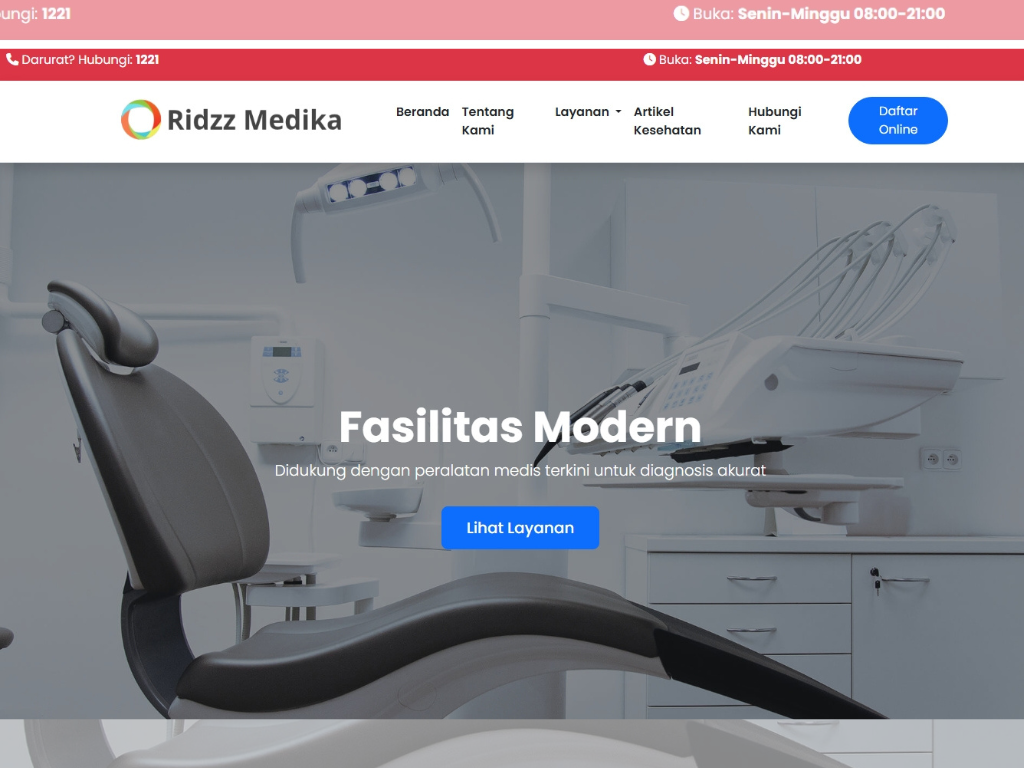 ungi: 1221
Buka: Senin-Minggu 08:00-21:00
Darurat? Hubungi: 1221
Buka: Senin-Minggu 08:00-21:00
Ridzz Medika
Beranda
Tentang
Kami
Layanan
Artikel
Kesehatan
Hubungi
Kami
Daftar
Online
Fasilitas Modern
Didukung dengan peralatan medis terkini untuk diagnosis akurat
Lihat Layanan